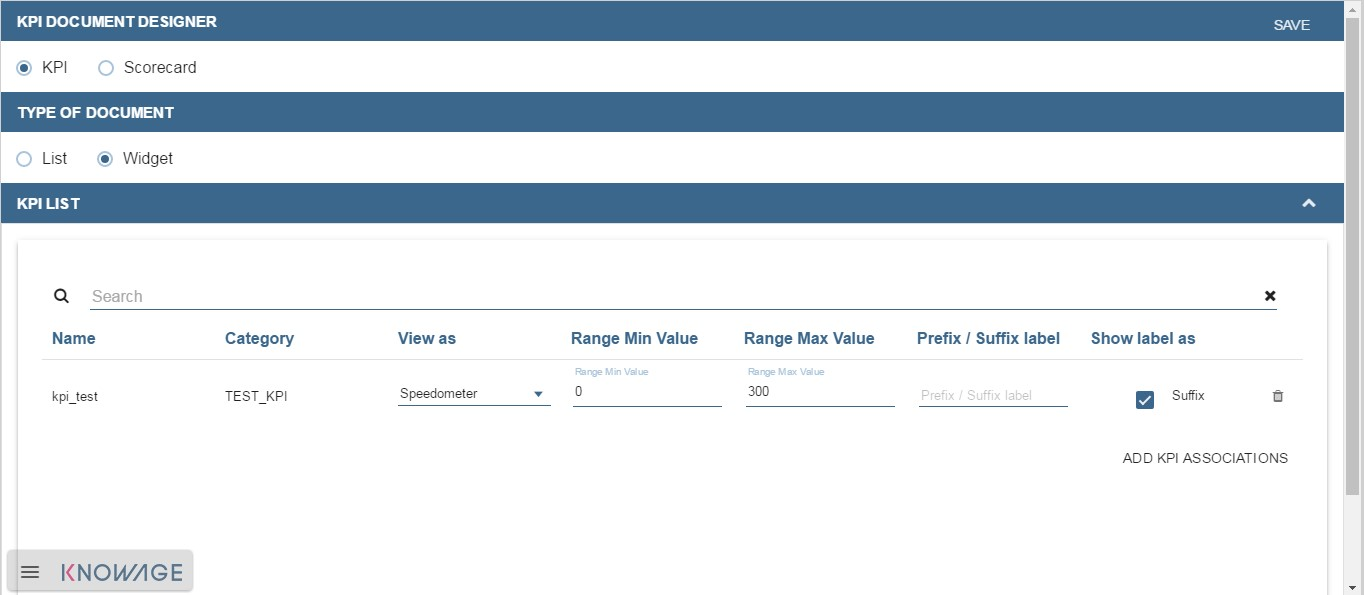 KPI DOCUMENT DESIGNER
SAVE
KPI Scorecard
TYPE OF DOCUMENT
List Widget
KPI LIST
Search
Name Category View as Range Min Value Range Max Value Prefix / Suffix label Show label as
Range Min Value Range Max Value
kpi_test TEST_KPI Speedometer 0 300 Prefix / Suffix label Suffix
ADD KPI ASSOCIATIONS
KNOWAGE